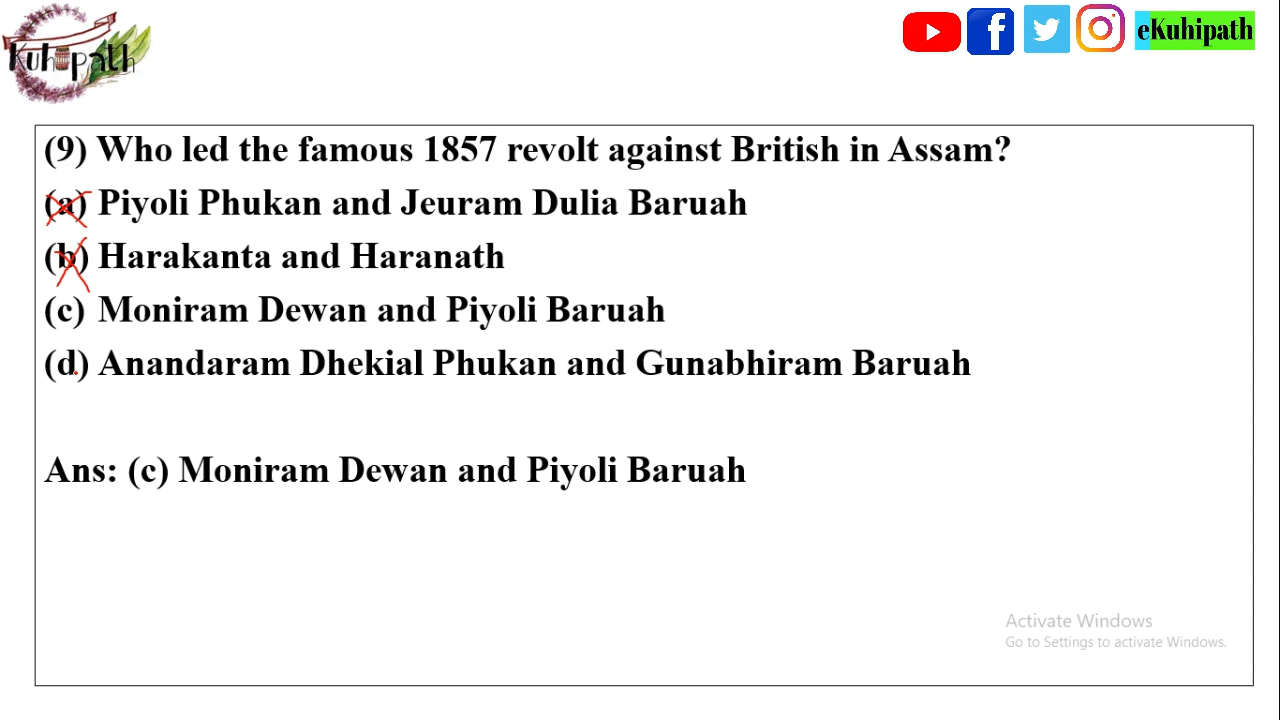 Kuhipath
eKuhipath
(9) Who led the famous 1857 revolt against British in Assam?
(a) Piyoli Phukan and Jeuram Dulia Baruah
(b) Harakanta and Haranath
(c) Moniram Dewan and Piyoli Baruah
(d) Anandaram Dhekial Phukan and Gunabhiram Baruah
Ans: (c) Moniram Dewan and Piyoli Baruah
Activate Windows
Go to Settings to activate Windows.